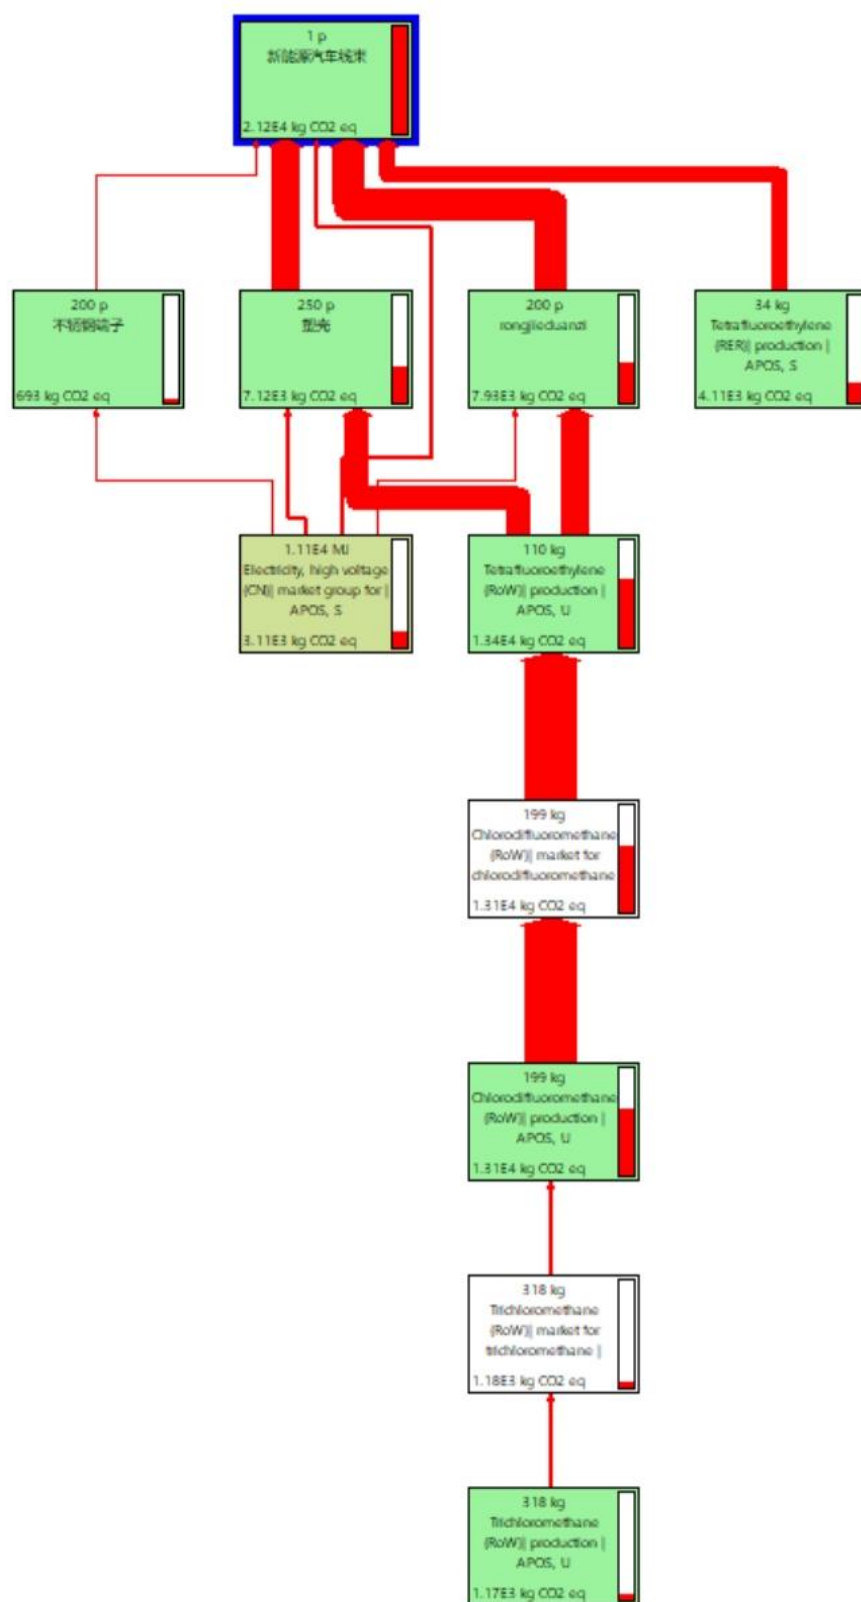 1 p
新能源汽车线束
2.12E4 kg CO2 eq
200 p
不锈钢端子
693 kg CO2 eq
250 p
塑壳
7.12E3 kg CO2 eq
200 p
rongjieduanzi
7.93E3 kg CO2 eq
34 kg
Tetrafluoroethylene
{RER}| production |
APOS, S
4.11E3 kg CO2 eq
1.11E4 MJ
Electricity, high voltage
{CN}| market group for |
APOS, S
3.11E3 kg CO2 eq
110 kg
Tetrafluoroethylene
{RoW}| production |
APOS, U
1.34E4 kg CO2 eq
199 kg
Chlorodifluoromethane
{RoW}| market for
chlorodifluoromethane
1.31E4 kg CO2 eq
199 kg
Chlorodifluoromethane
{RoW}| production |
APOS, U
1.31E4 kg CO2 eq
318 kg
Trichloromethane
{RoW}| market for
trichloromethane |
1.18E3 kg CO2 eq
318 kg
Trichloromethane
{RoW}| production |
APOS, U
1.17E3 kg CO2 eq